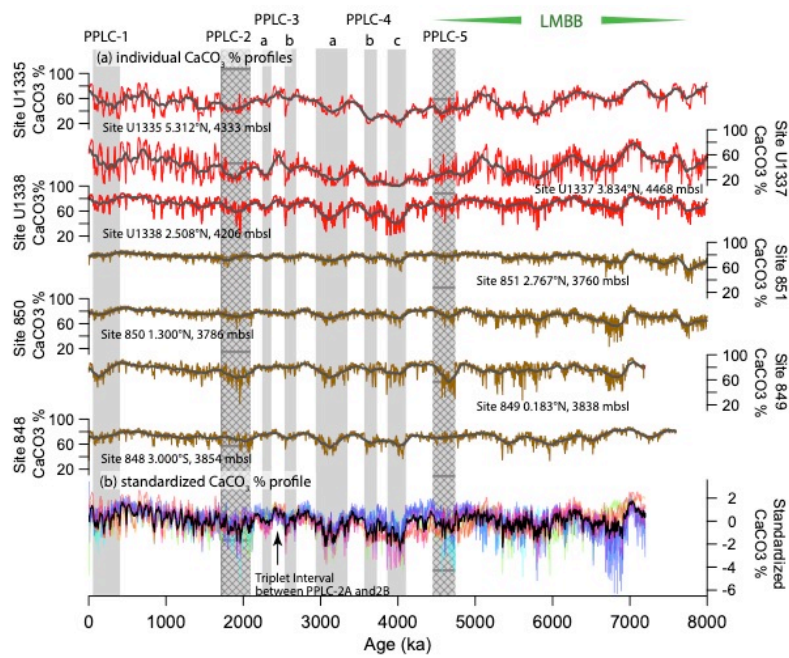 PPLC-3 PPLC-4 LMBB
PPLC-1 PPLC-2 a b a b c PPLC-5
(a) individual CaCO3 % profiles
Site U1335
CaCO3 %
100
60
20
Site U1335 5.312°N, 4333 mbsl
100
60
20
Site U1337
CaCO3 %
Site U1337 3.834°N, 4468 mbsl
Site U1338
CaCO3 %
100
60
20
Site U1338 2.508°N, 4206 mbsl
100
60
20
Site 851
CaCO3 %
Site 851 2.767°N, 3760 mbsl
Site 850
CaCO3 %
100
60
20
Site 850 1.300°N, 3786 mbsl
100
60
20
Site 849
CaCO3 %
Site 849 0.183°N, 3838 mbsl
Site 848
CaCO3 %
100
60
20
Site 848 3.000°S, 3854 mbsl
(b) standardized CaCO3 % profile
2
0
-2
-4
-6
Standardized
CaCO3 %
Triplet Interval
between PPLC-2A and2B
0 1000 2000 3000 4000 5000 6000 7000 8000
Age (ka)